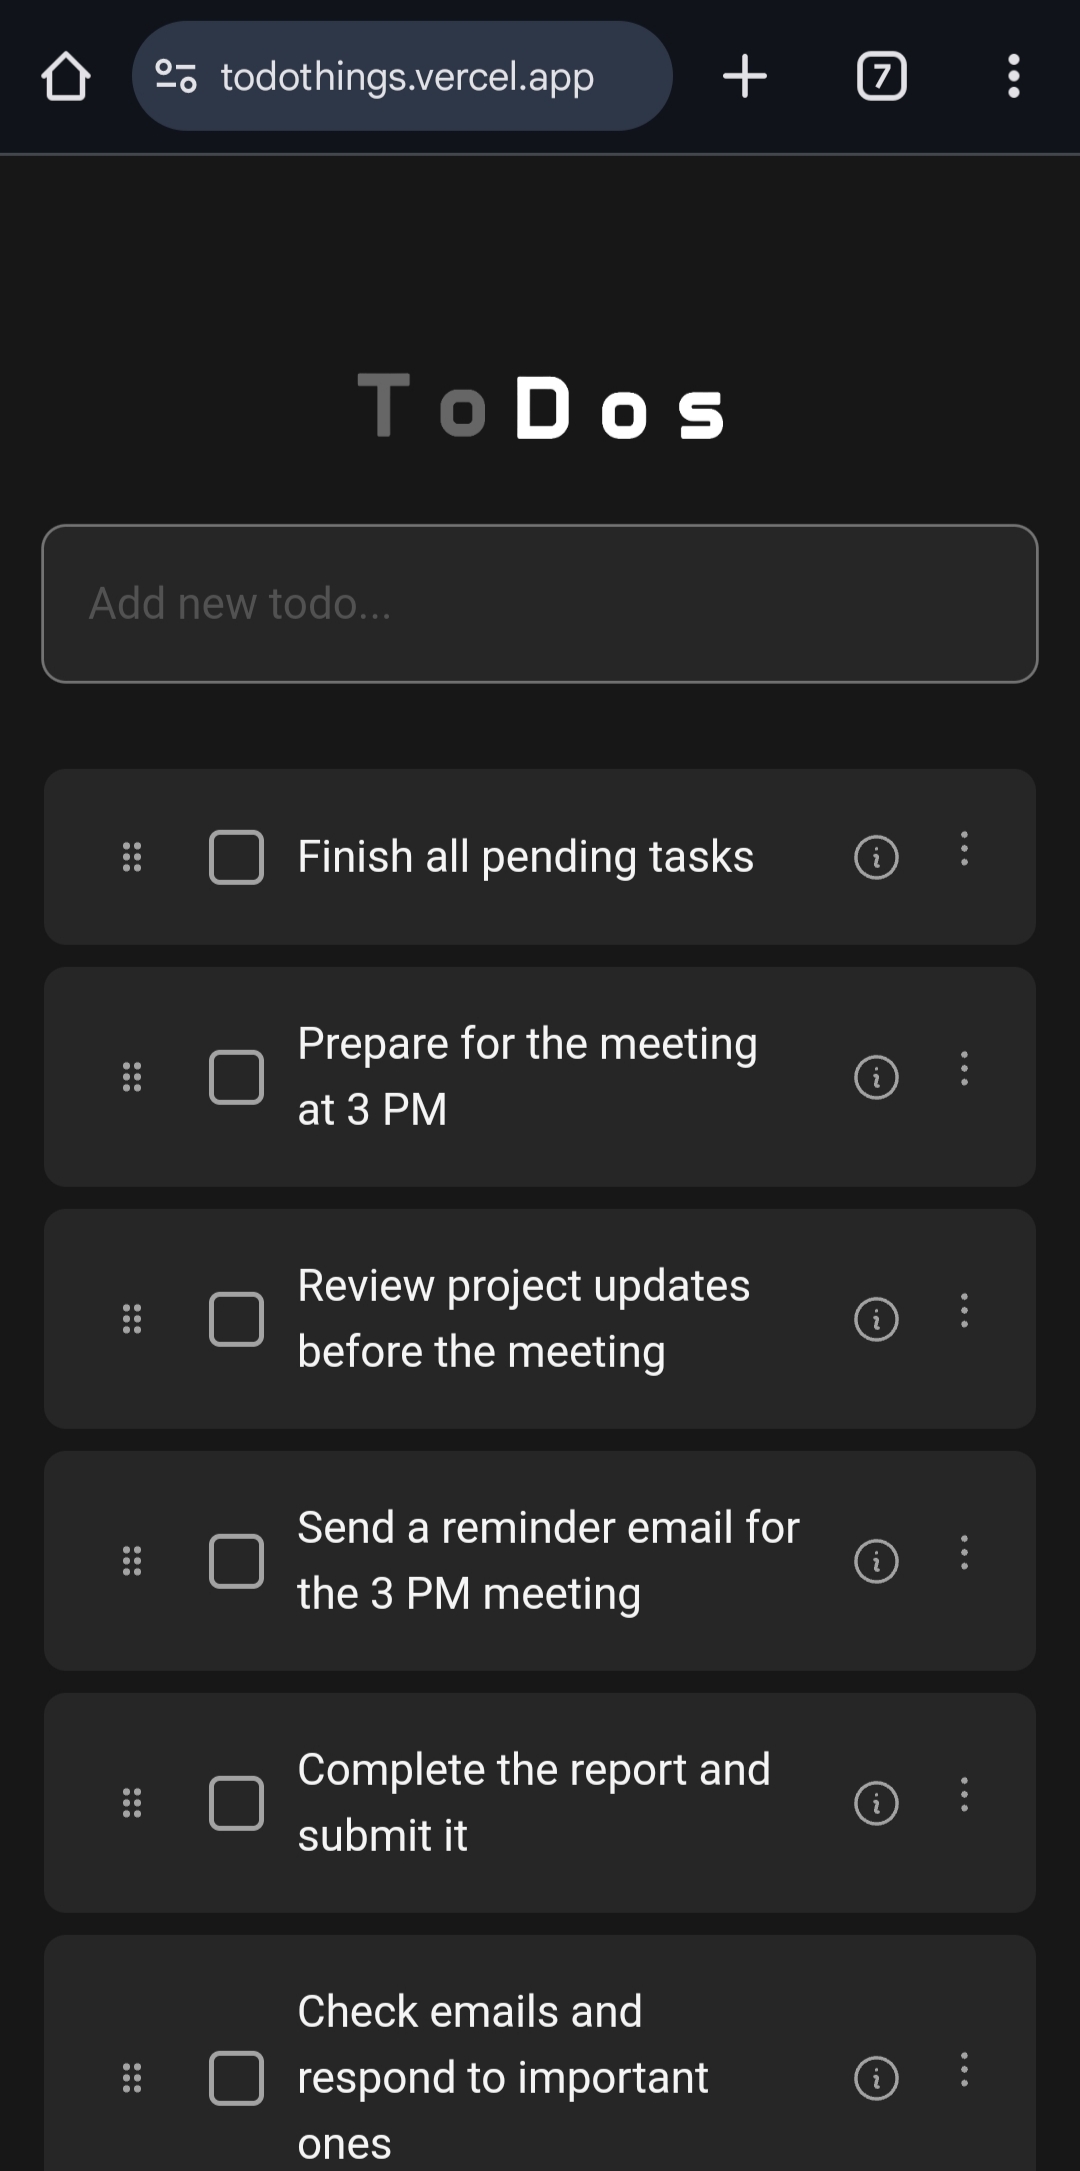 todothings.vercel.app
7
ToDos
Add new todo...
Finish all pending tasks
Prepare for the meeting
at 3 PM
Review project updates
before the meeting
Send a reminder email for
the 3 PM meeting
Complete the report and
submit it
Check emails and
respond to important
ones